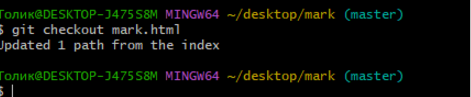 Толик@DESKTOP-J475S8M MINGW64 ~/desktop/mark (master)
$ git checkout mark.html
Updated 1 path from the index
Толик@DESKTOP-J475S8M MINGW64 ~/desktop/mark (master)
$